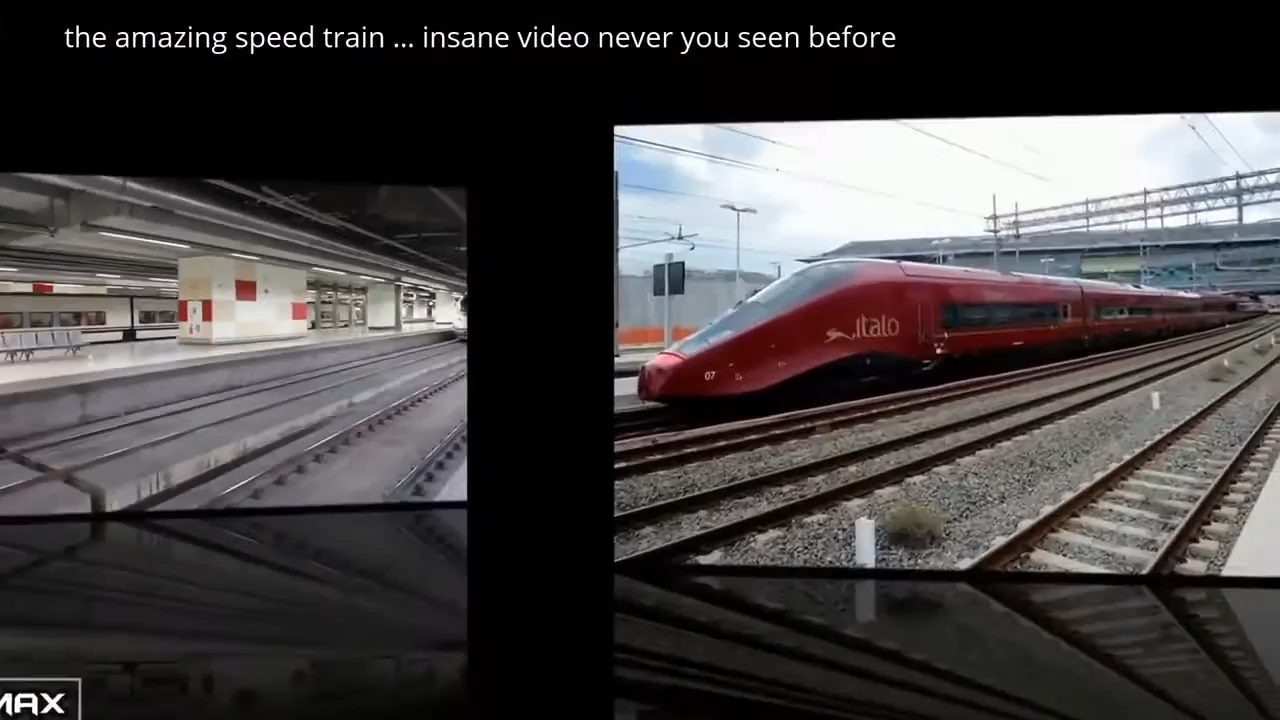 the amazing speed train ... insane video never you seen before
.italo
07
MAX